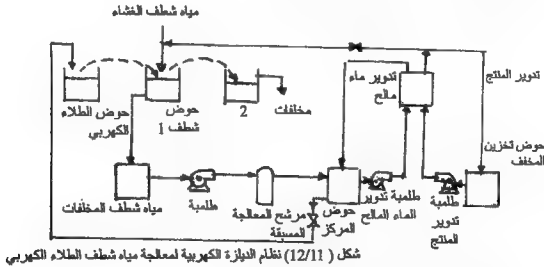 مياه شطف الغشاء
تدوير المنتج
تدوير ماء
مالح
حوض الطلاء
الكهربي
حوض
شطف 1
2
مخلفات
حوض تخزين
المخفف
مياه شطف المخلفات
طلمبة
مرشح المعالجة
المسبقة
حوض
المركز
طلمبة تدوير
الماء المالح
طلمبة
تدوير
المنتج
شكل (12/11) نظام الديلزة الكهربية لمعالجة مياه شطف الطلاء الكهربي